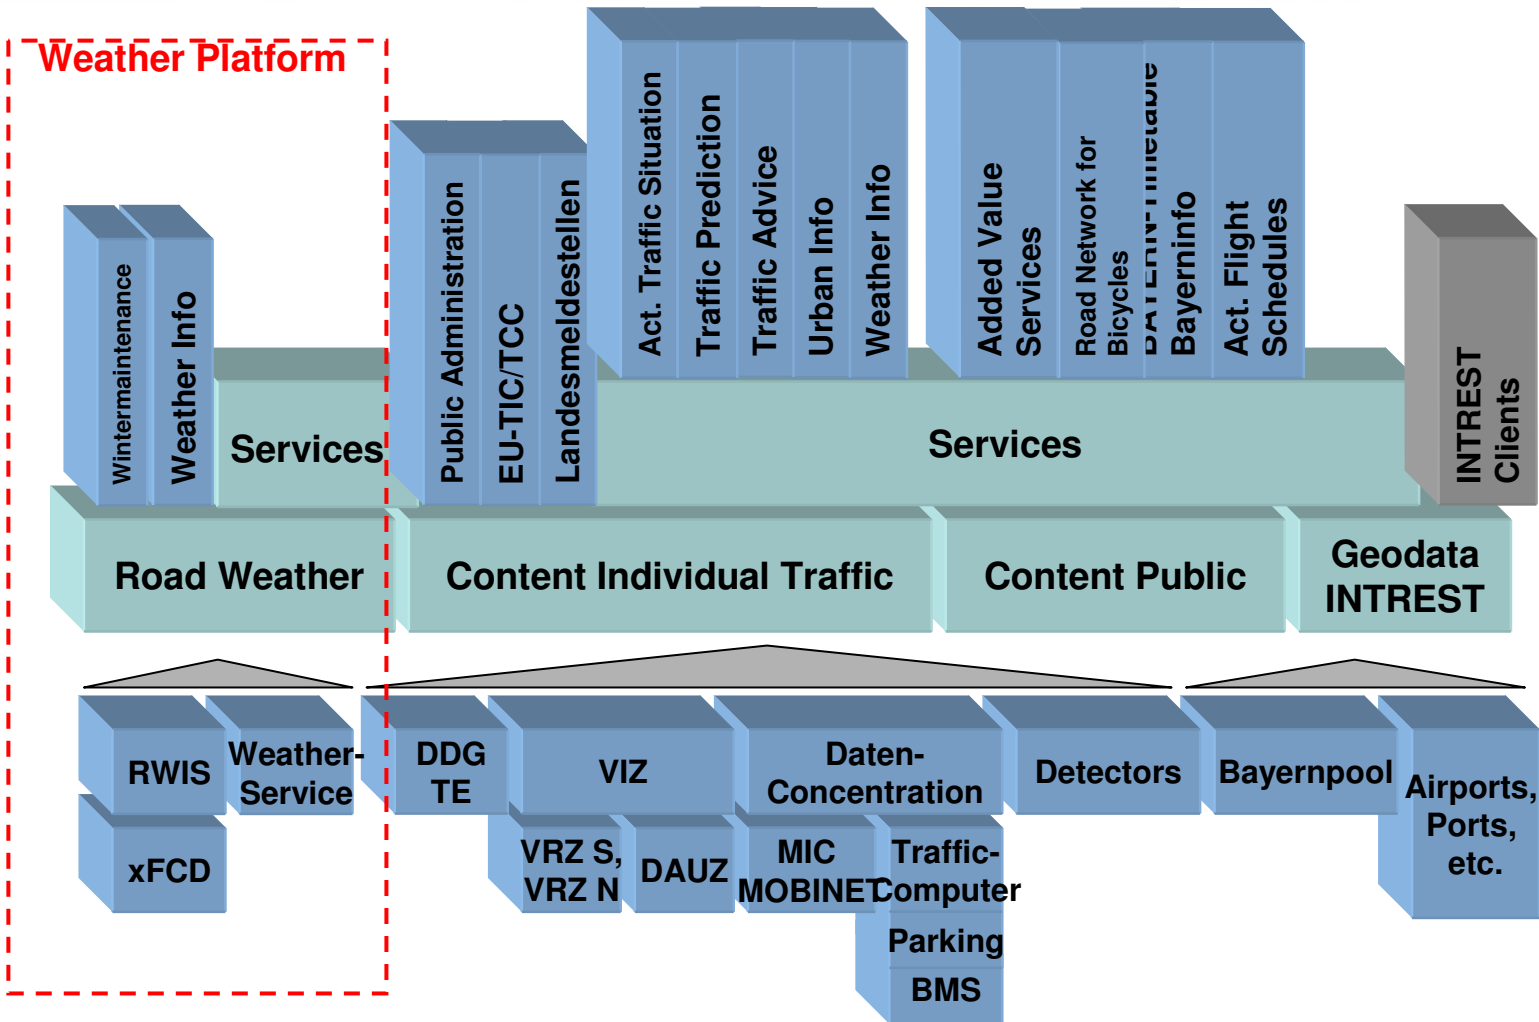 Weather Platform
Wintermaintenance
Weather Info
Services
Public Administration
EU-TIC/TCC
Landesmeldestellen
Act. Traffic Situation
Traffic Prediction
Traffic Advice
Urban Info
Weather Info
Added Value
Services
Road Network for
Bicycles
BAYERN-Timetable
Bayerninfo
Act. Flight
Schedules
Services
INTREST
Clients
Road Weather
Content Individual Traffic
Content Public
Geodata
INTREST
RWIS
Weather-
Service
xFCD
DDG
TE
VIZ
Daten-
Concentration
Detectors
Bayernpool
Airports,
Ports,
etc.
VRZ S,
VRZ N
DAUZ
MIC
MOBINET
Traffic-
Computer
Parking
BMS